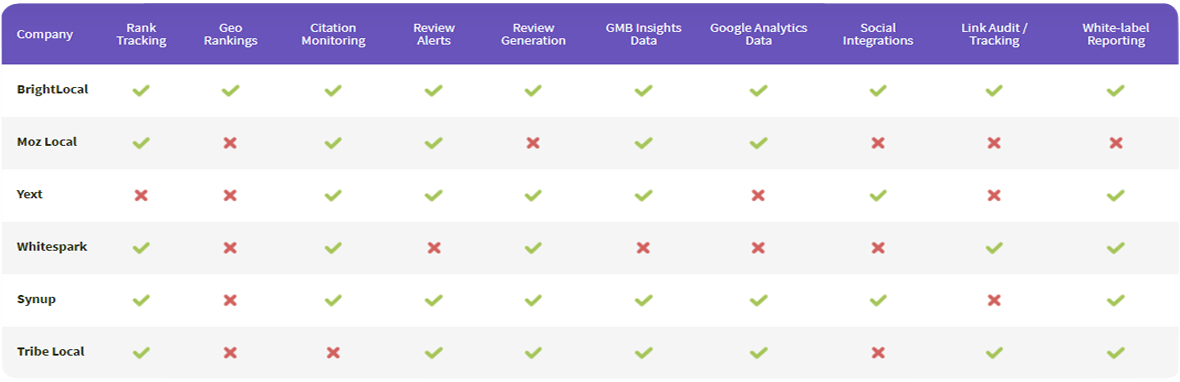 Company
Rank
Tracking
Geo
Rankings
Citation
Monitoring
Review
Alerts
Review
Generation
GMB Insights
Data
Google Analytics
Data
Social
Integrations
Link Audit /
Tracking
White-label
Reporting
BrightLocal
Moz Local
Yext
Whitespark
Synup
Tribe Local